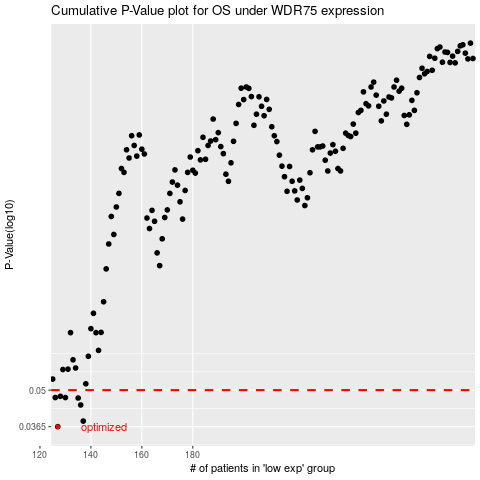 Cumulative P-Value plot for OS under WDR75 expression
P-Value(log10)
0.05
0.0365
optimized
120 140 160 180
# of patients in 'low exp' group